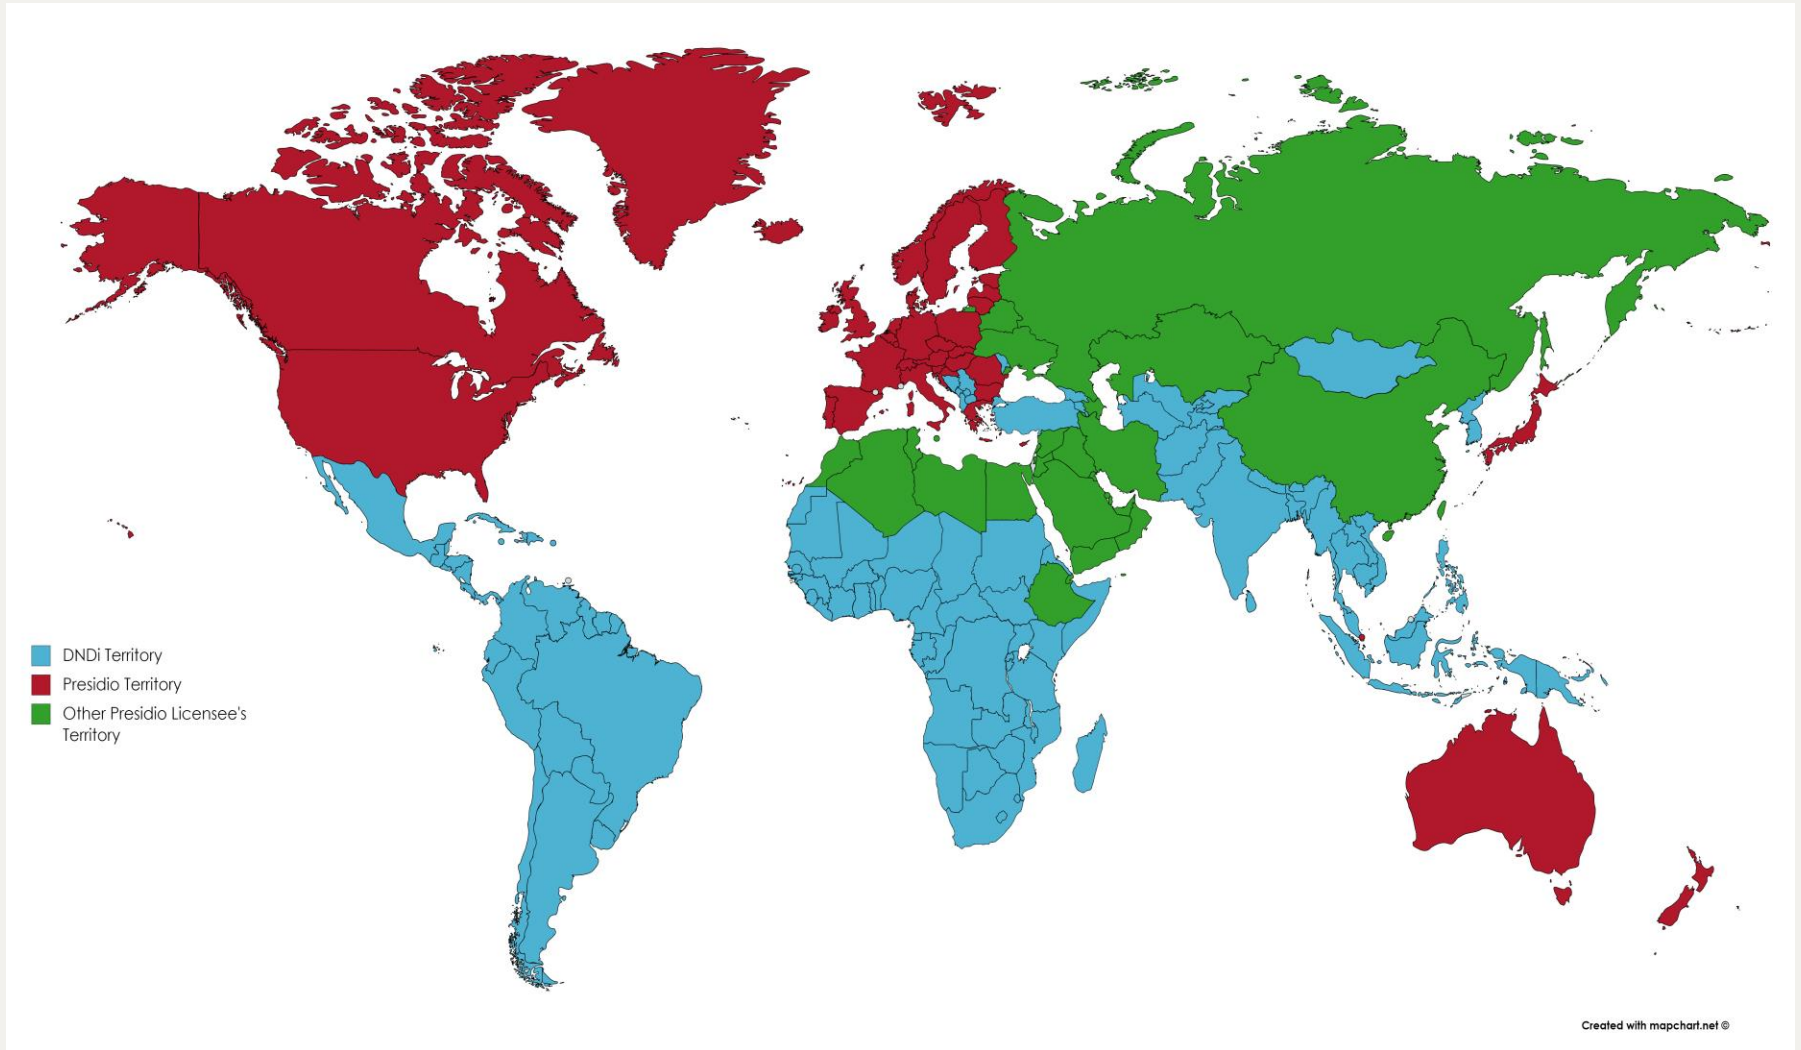 DNDi Territory
Presidio Territory
Other Presidio Licensee's
Territory
Created with mapchart.net ©